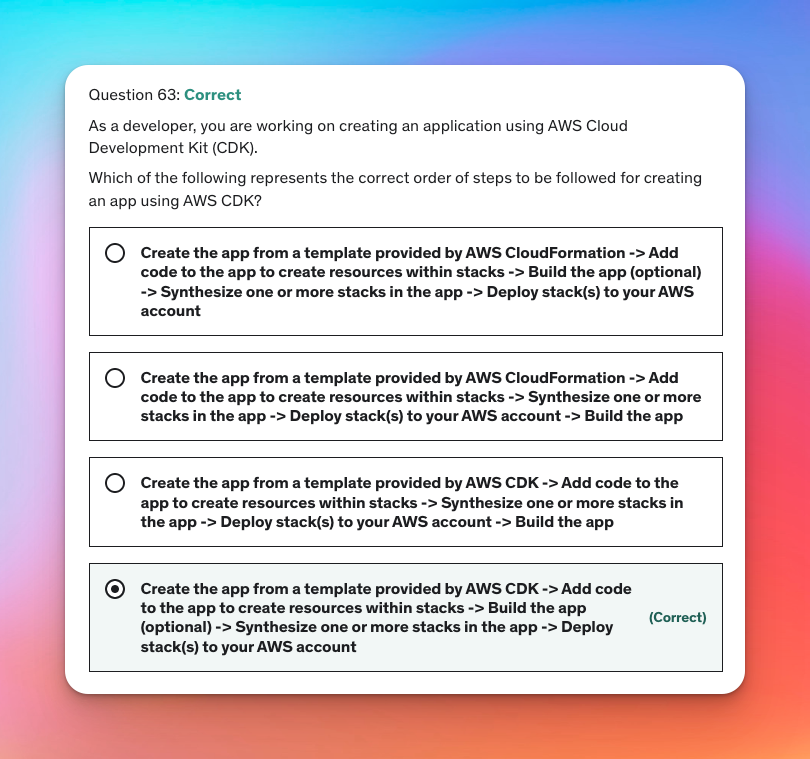 Question 63: Correct
As a developer, you are working on creating an application using AWS Cloud
Development Kit (CDK).
Which of the following represents the correct order of steps to be followed for creating
an app using AWS CDK?
Create the app from a template provided by AWS CloudFormation -> Add
code to the app to create resources within stacks -> Build the app (optional)
-> Synthesize one or more stacks in the app -> Deploy stack(s) to your AWS
account
Create the app from a template provided by AWS CloudFormation -> Add
code to the app to create resources within stacks -> Synthesize one or more
stacks in the app -> Deploy stack(s) to your AWS account -> Build the app
Create the app from a template provided by AWS CDK -> Add code to the
app to create resources within stacks -> Synthesize one or more stacks in
the app -> Deploy stack(s) to your AWS account -> Build the app
Create the app from a template provided by AWS CDK -> Add code
to the app to create resources within stacks -> Build the app
(optional) -> Synthesize one or more stacks in the app -> Deploy
stack(s) to your AWS account
(Correct)